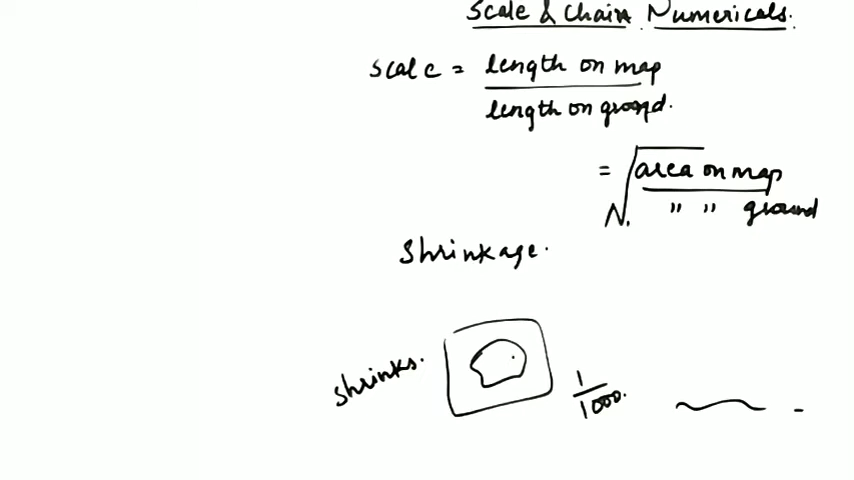 Scale & Chain Numericals.
scale = length on map
length on ground.
= √ area on map
" " ground
Shrinkage.
shrinks.
1
1000.